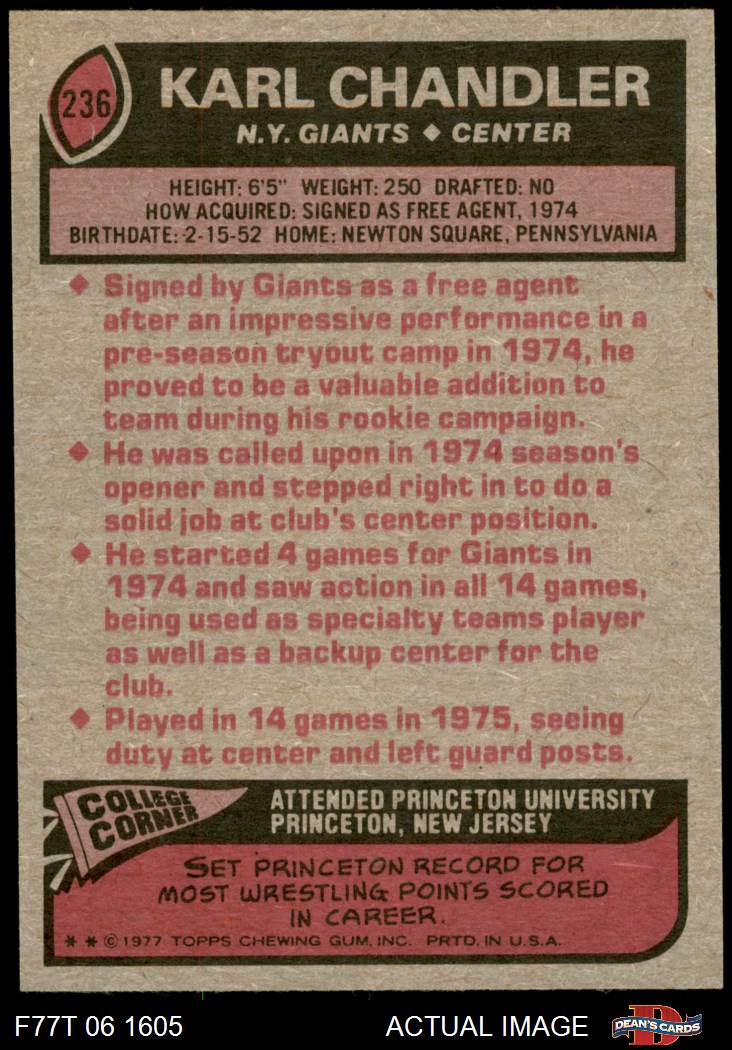 236
KARL CHANDLER
N.Y. GIANTS ♦ CENTER
HEIGHT: 6'5" WEIGHT: 250 DRAFTED: NO
HOW ACQUIRED: SIGNED AS FREE AGENT, 1974
BIRTHDATE: 2-15-52 HOME: NEWTON SQUARE, PENNSYLVANIA
♦ Signed by Giants as a free agent
after an impressive performance in a
pre-season tryout camp in 1974, he
proved to be a valuable addition to
team during his rookie campaign.
♦ He was called upon in 1974 season's
opener and stepped right in to do a
solid job at club's center position.
♦ He started 4 games for Giants in
1974 and saw action in all 14 games,
being used as specialty teams player
as well as a backup center for the
club.
♦ Played in 14 games in 1975, seeing
duty at center and left guard posts.
COLLEGE
CORNER
ATTENDED PRINCETON UNIVERSITY
PRINCETON, NEW JERSEY
SET PRINCETON RECORD FOR
MOST WRESTLING POINTS SCORED
IN CAREER.
* * © 1977 TOPPS CHEWING GUM, INC. PRTD. IN U.S.A.
F77T 06 1605 ACTUAL IMAGE
D
DEAN'S CARDS